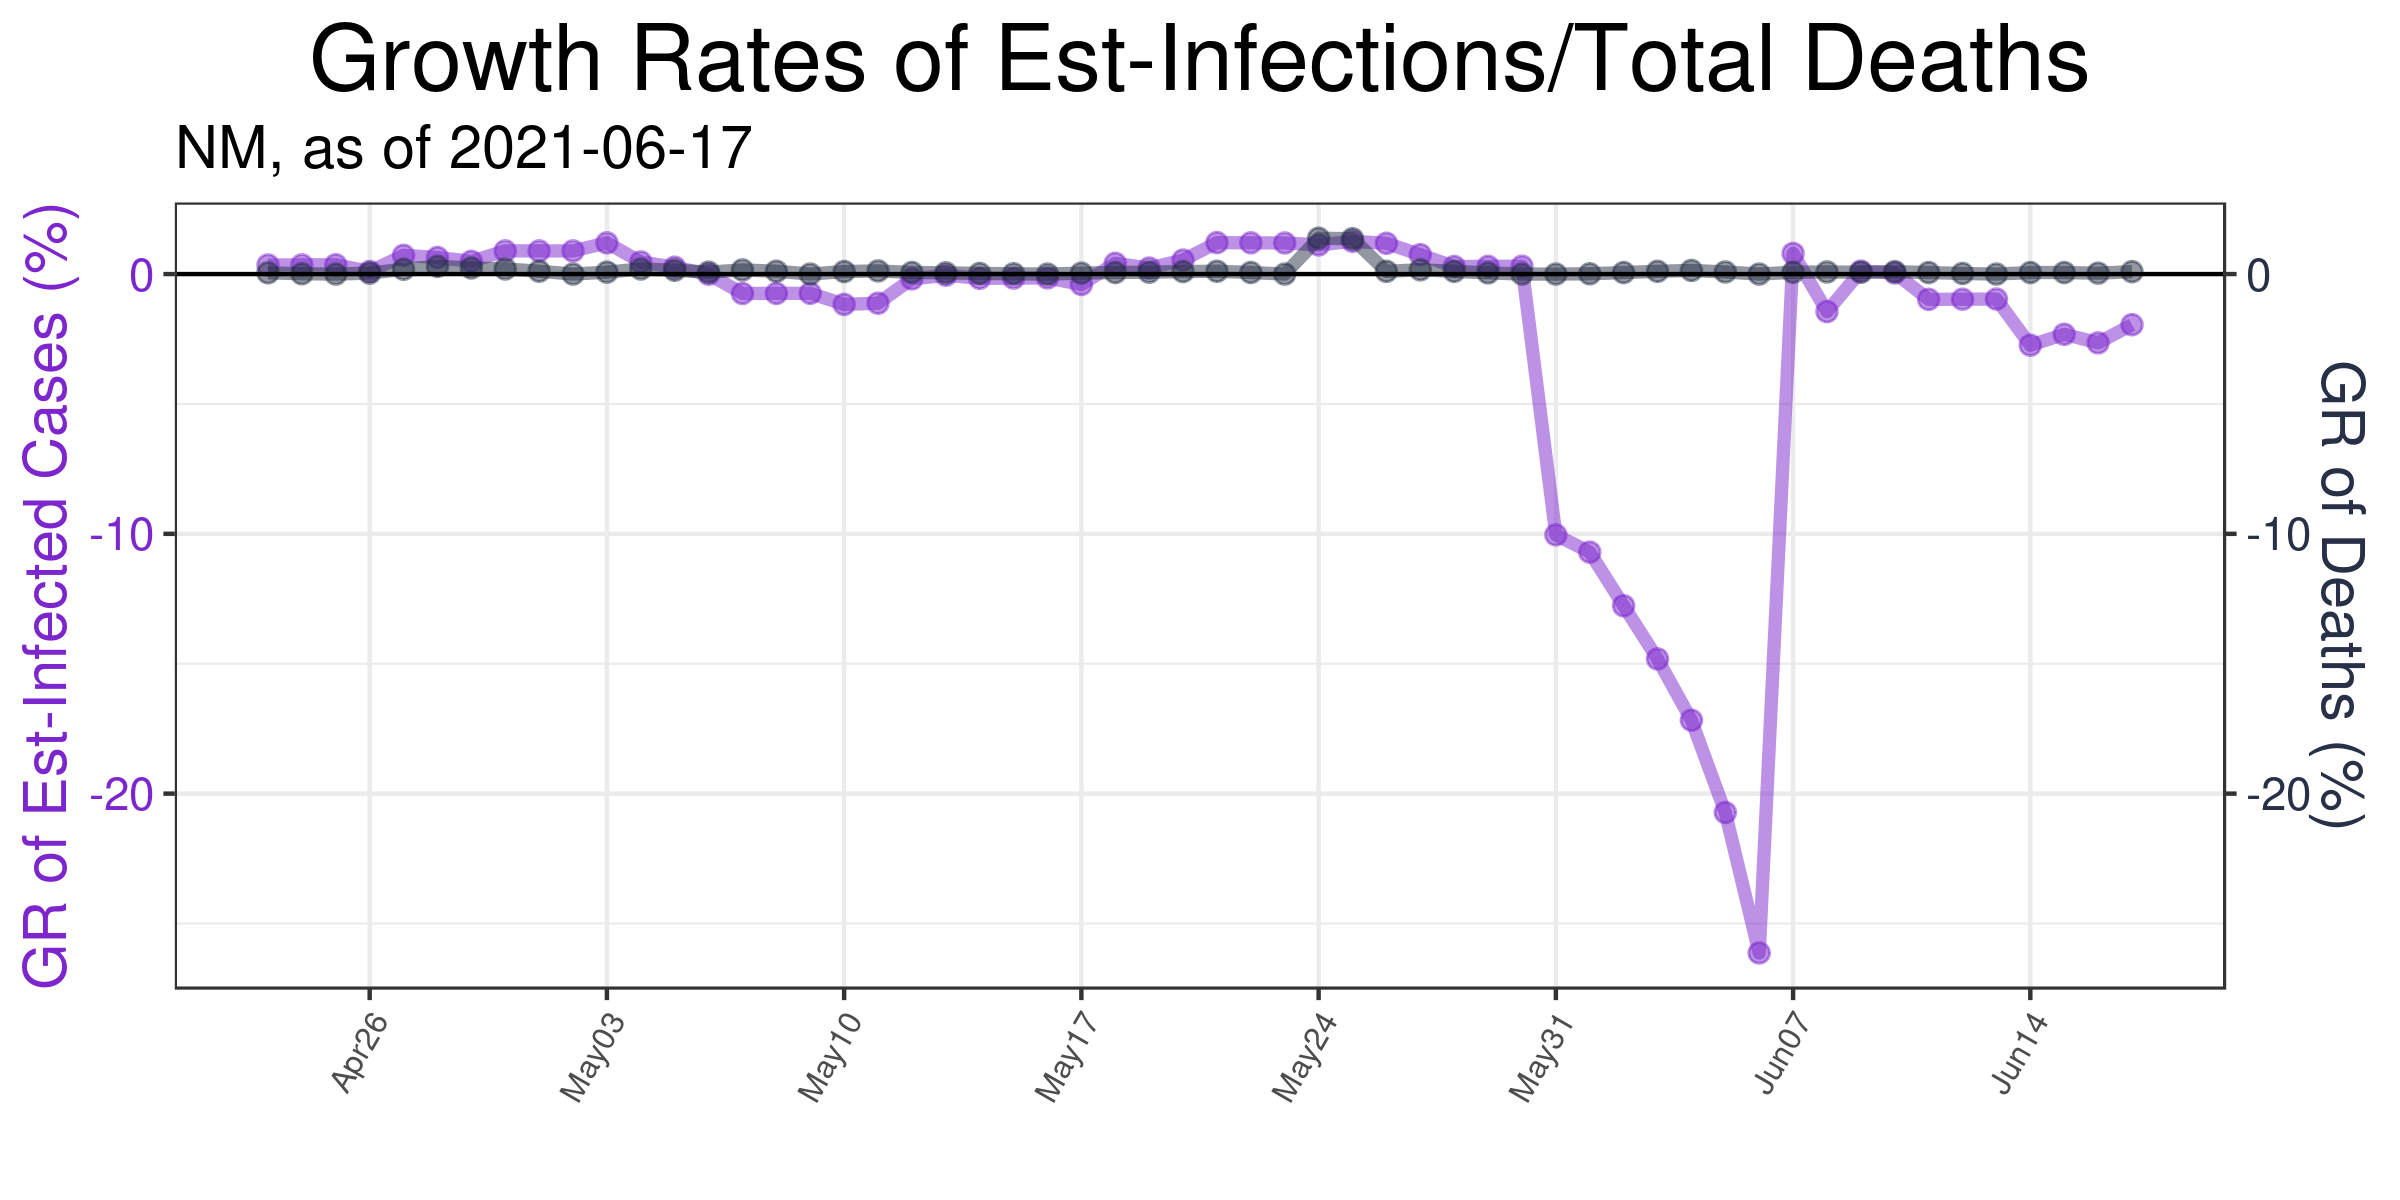 Growth Rates of Est-Infections/Total Deaths
NM, as of 2021-06-17
GR of Est-Infected Cases (%)
0
-10
-20
0
-10
-20
GR of Deaths (%)
Apr26
May03
May10
May17
May24
May31
Jun07
Jun14